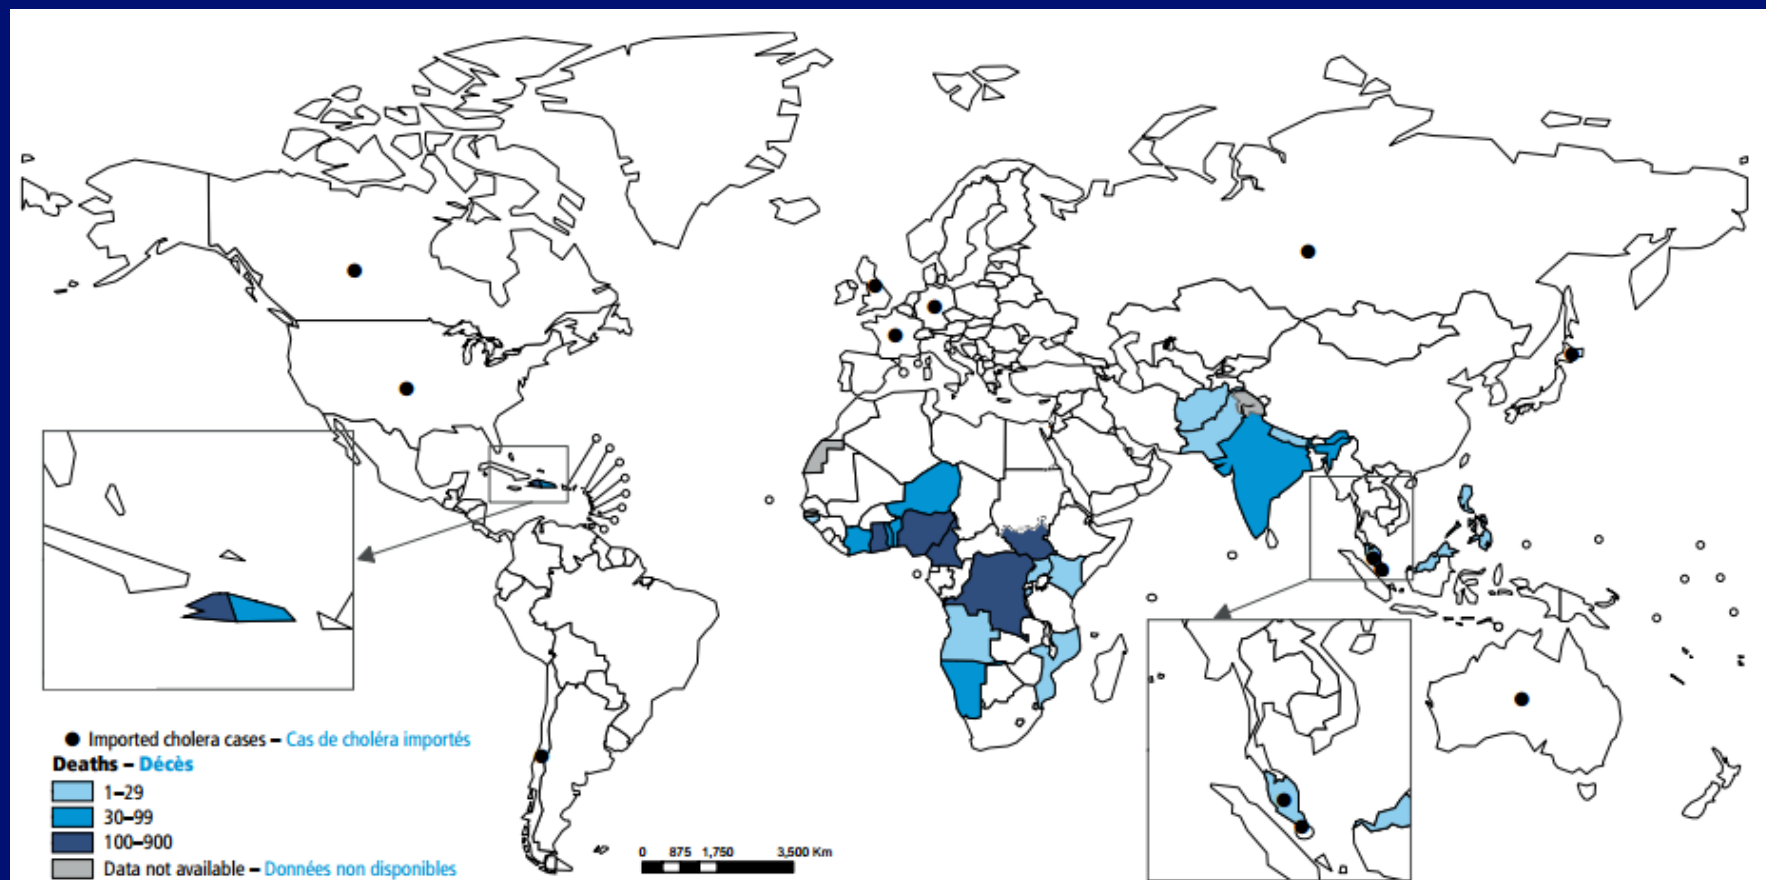 Imported cholera cases – Cas de choléra importés
Deaths – Décès
1–29
30–99
100–900
Data not available – Données non disponibles
0 875 1,750 3,500 Km